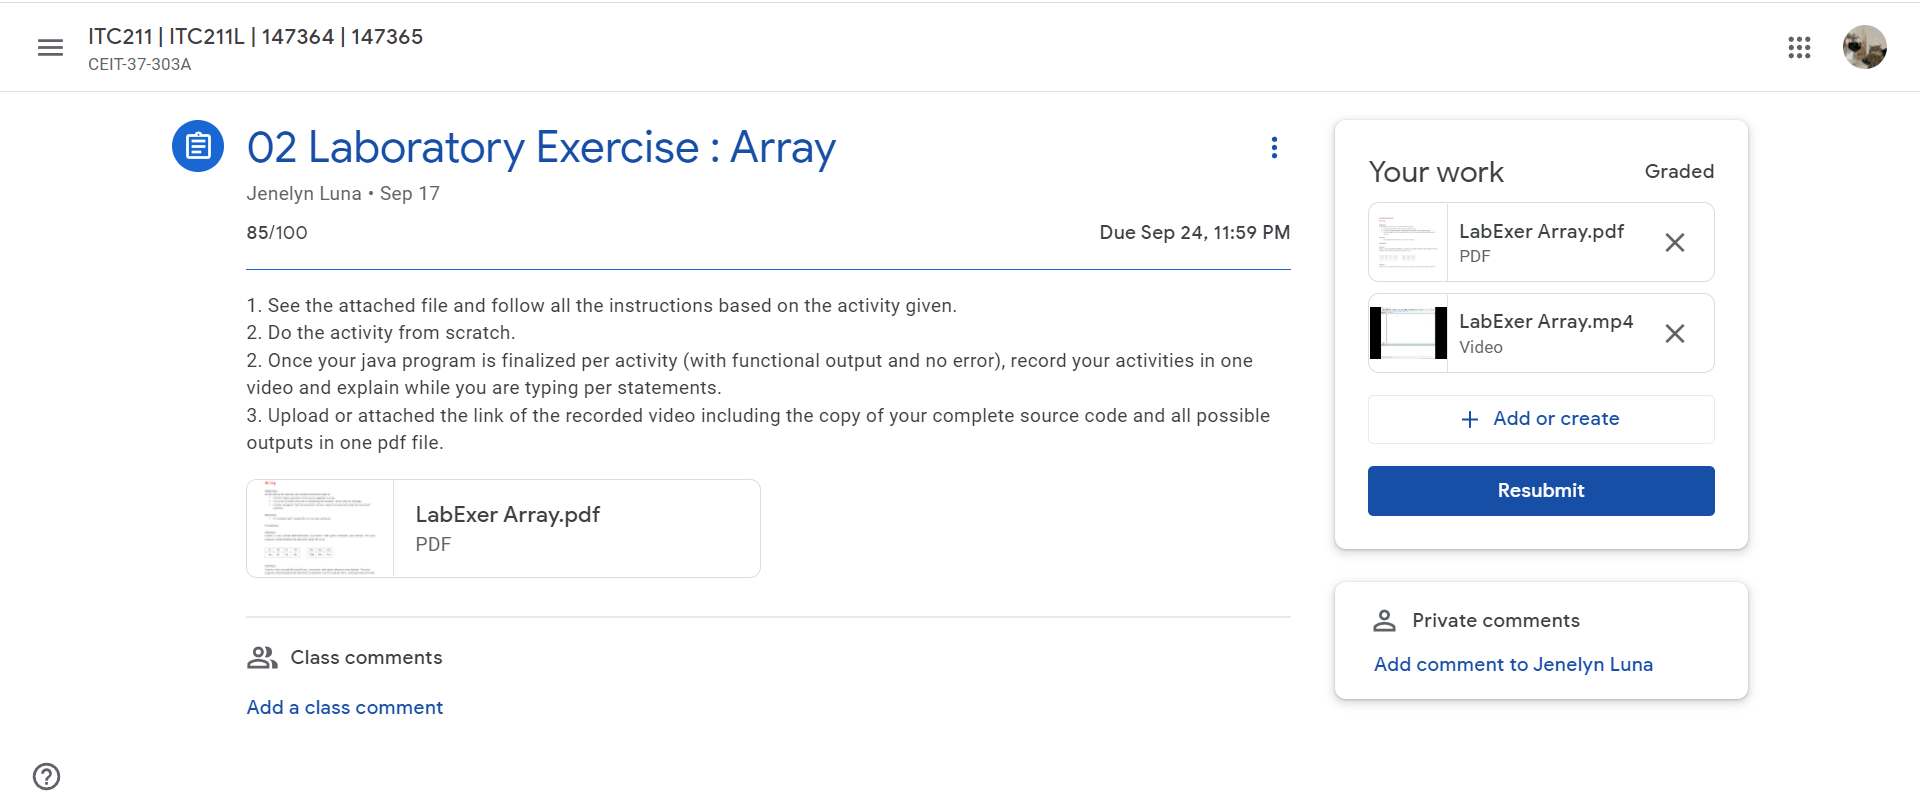 ITC211 | ITC211L | 147364 | 147365
CEIT-37-303A
02 Laboratory Exercise : Array
Jenelyn Luna • Sep 17
85/100
Due Sep 24, 11:59 PM
1. See the attached file and follow all the instructions based on the activity given.
2. Do the activity from scratch.
2. Once your java program is finalized per activity (with functional output and no error), record your activities in one
video and explain while you are typing per statements.
3. Upload or attached the link of the recorded video including the copy of your complete source code and all possible
outputs in one pdf file.
LabExer Array.pdf
PDF
Class comments
Add a class comment
Your work
Graded
LabExer Array.pdf
PDF
LabExer Array.mp4
Video
Add or create
Resubmit
Private comments
Add comment to Jenelyn Luna